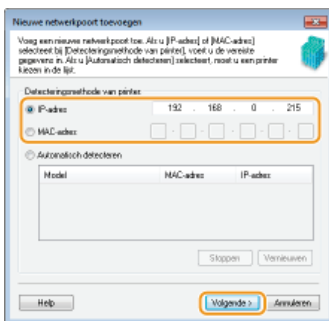 Nieuwe netwerkpoort toevoegen
Voeg een nieuwe netwerkpoort toe. Als u [IP-adres] of [MAC-adres]
selecteert bij [Detecteringsmethode van printer], voert u de vereiste
gegevens in. Als u [Automatisch detecteren] selecteert, moet u een printer
kiezen in de lijst.
Detecteringsmethode van printer
IP-adres 192 . 168 . 0 . 215
MAC-adres - - - - -
Automatisch detecteren
Model MAC-adres IP-adres
Stoppen Vernieuwen
Help Volgende > Annuleren